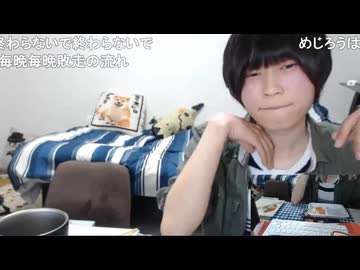 終わらないで終わらないで
めじろうは
毎晩毎晩敗走の流れ